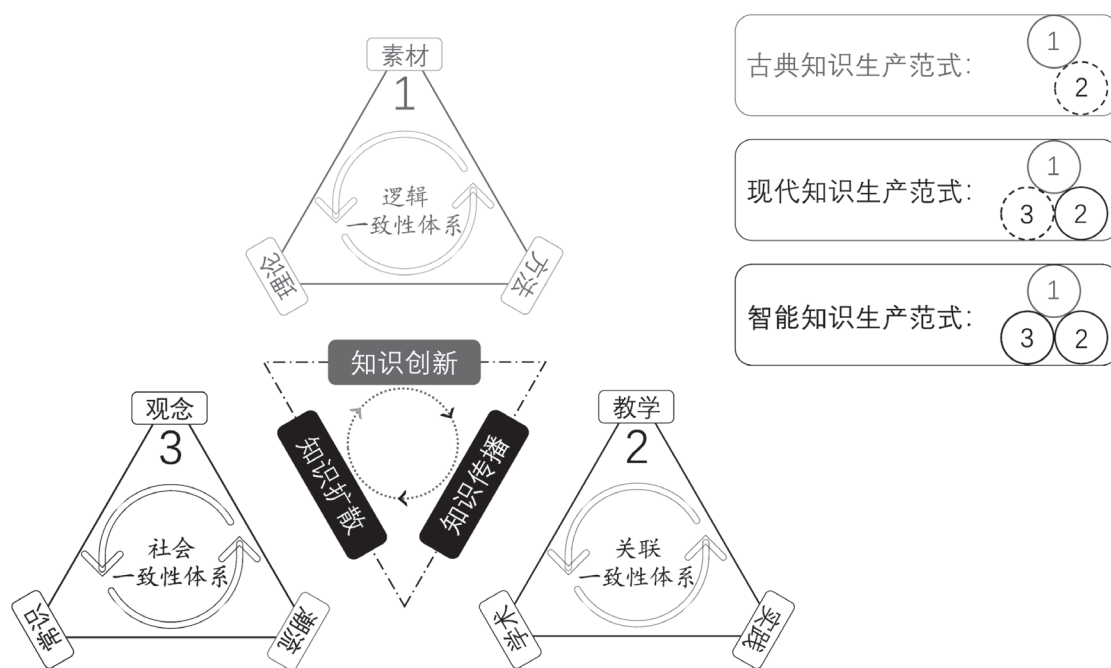 素材
1
逻辑
一致性体系
理论
方法
古典知识生产范式：
1
2
现代知识生产范式：
1
3
2
智能知识生产范式：
1
3
2
知识创新
知识扩散
知识传播
观念
3
社会
一致性体系
常识
潮流
教学
2
关联
一致性体系
学术
实践